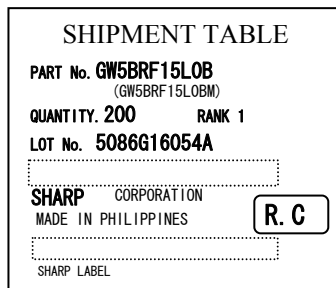 SHIPMENT TABLE
PART No. GW5BRF15L0B
(GW5BRF15L0BM)
QUANTITY. 200 RANK 1
LOT No. 5086G16054A
SHARP CORPORATION
MADE IN PHILIPPINES
R.C
SHARP LABEL